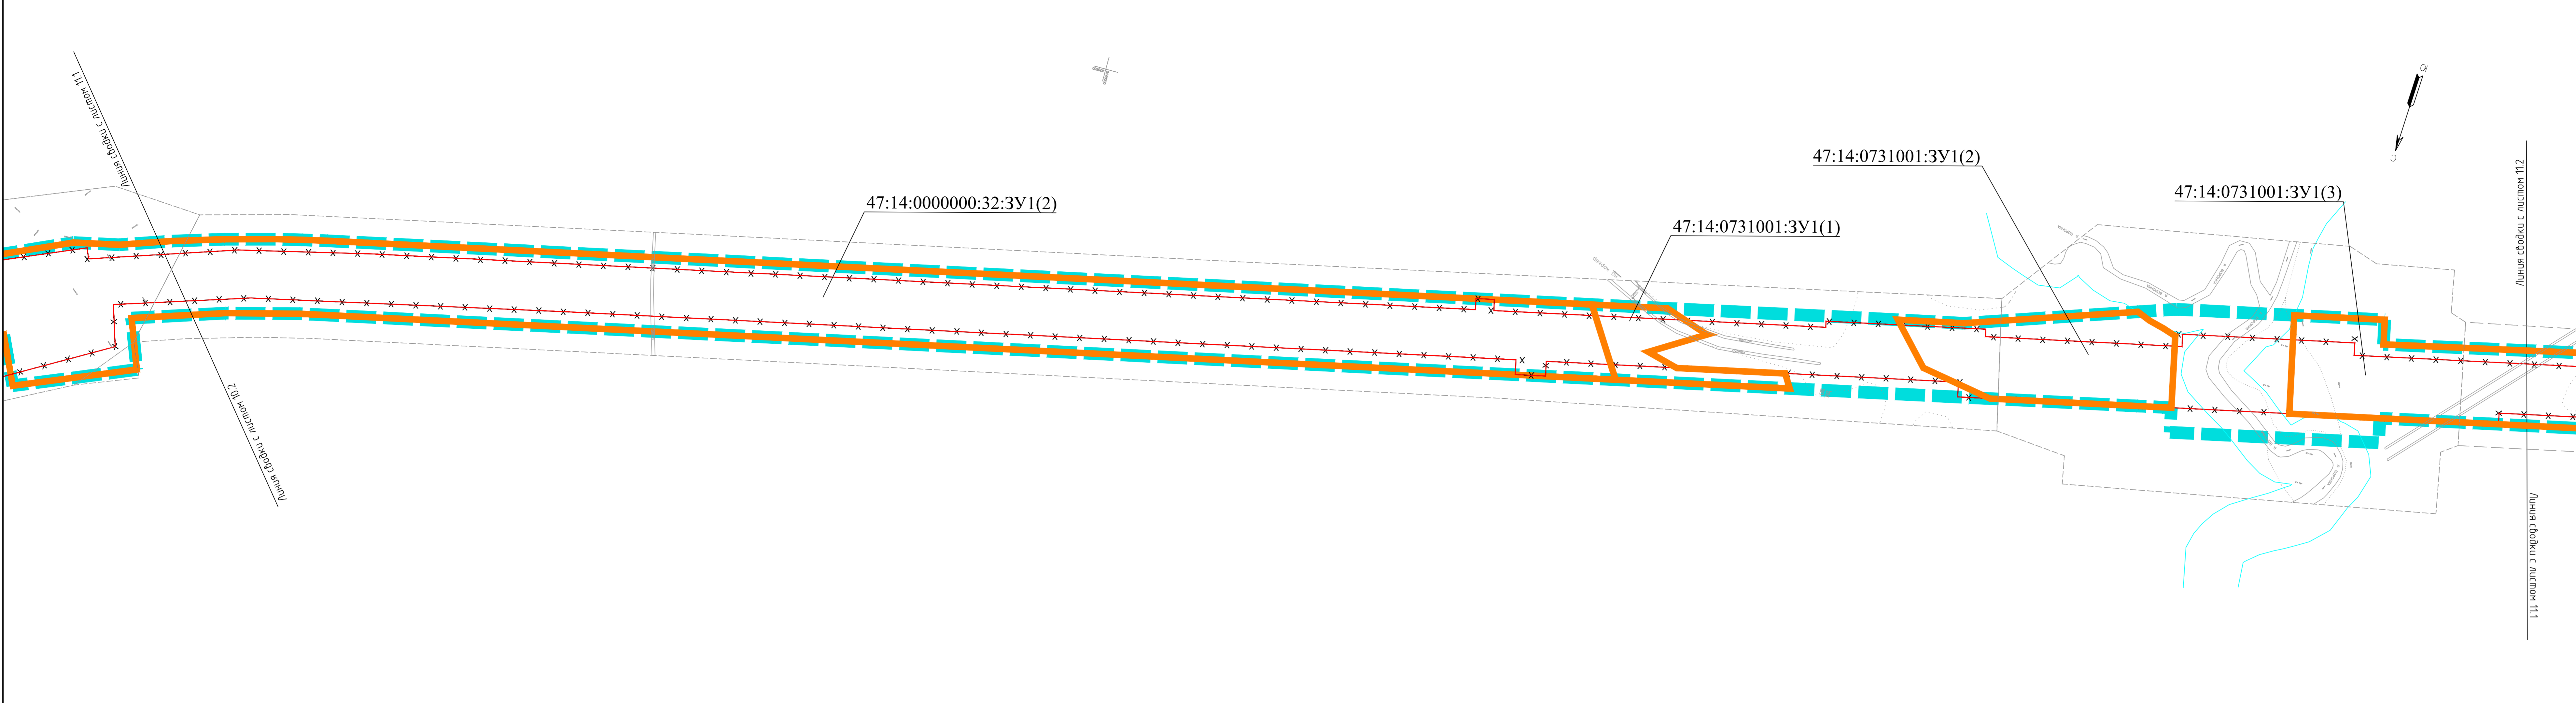 Линия сводки с листом 11.1
Линия сводки с листом 10.2
47:14:0000000:32:ЗУ1(2)
47:14:0731001:ЗУ1(1)
47:14:0731001:ЗУ1(2)
47:14:0731001:ЗУ1(3)
Ю
С
Линия сводки с листом 11.2
Линия сводки с листом 11.1